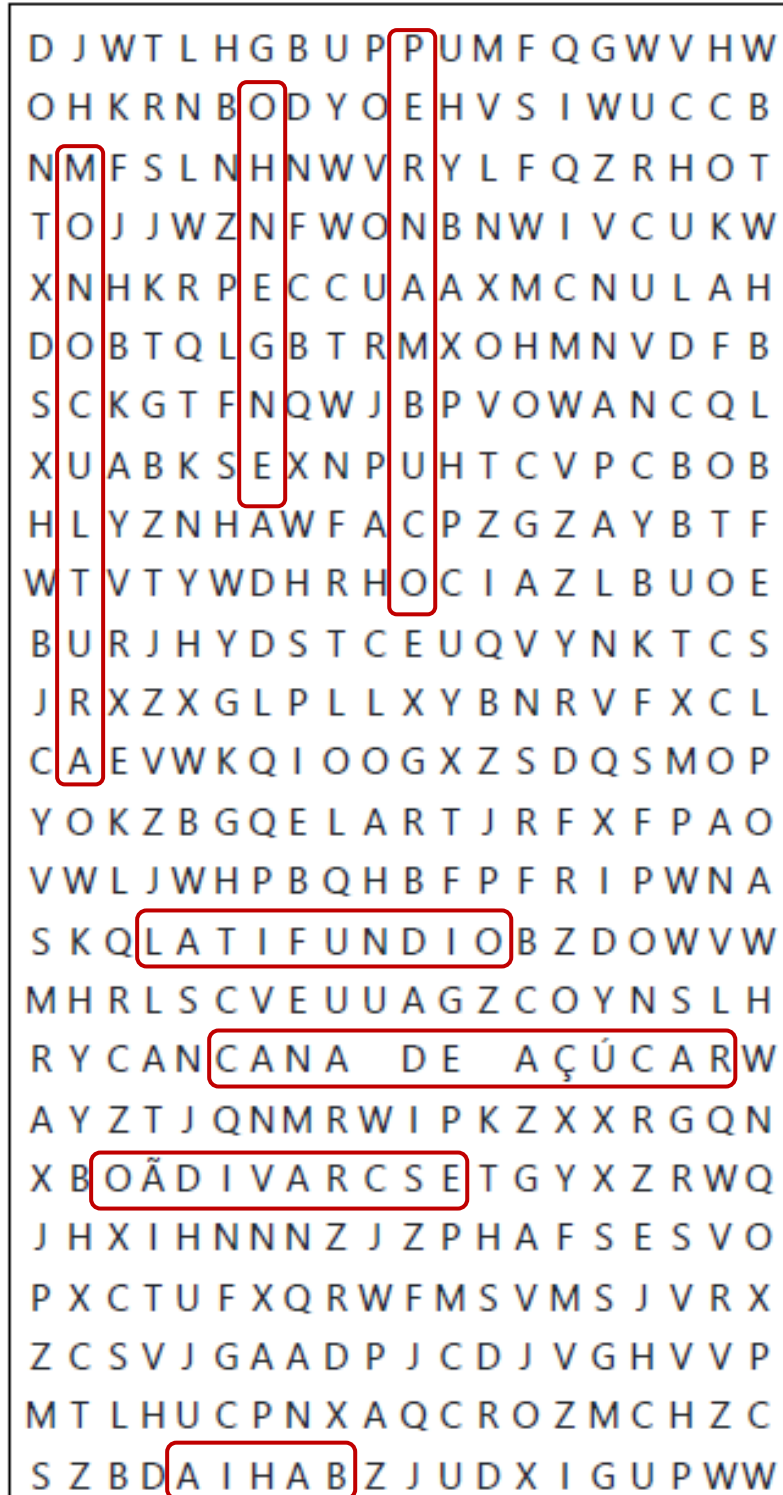 D J W T L H G B U P P U M F Q G W V H W
O H K R N B O D Y O E H V S I W U C C B
N M F S L N H N W V R Y L F Q Z R H O T
T O J J W Z N F W O N B N W I V C U K W
X N H K R P E C C U A A X M C N U L A H
D O B T Q L G B T R M X O H M N V D F B
S C K G T F N Q W J B P V O W A N C Q L
X U A B K S E X N P U H T C V P C B O B
H L Y Z N H A W F A C P Z G Z A Y B T F
W T V T Y W D H R H O C I A Z L B U O E
B U R J H Y D S T C E U Q V Y N K T C S
J R X Z X G L P L L X Y B N R V F X C L
C A E V W K Q I O O G X Z S D Q S M O P
Y O K Z B G Q E L A R T J R F X F P A O
V W L J W H P B Q H B F P F R I P W N A
S K Q L A T I F U N D I O B Z D O W V W
M H R L S C V E U U A G Z C O Y N S L H
R Y C A N C A N A   D E   A Ç Ú C A R W
A Y Z T J Q N M R W I P K Z X X R G Q N
X B O Ã D I V A R C S E T G Y X Z R W Q
J H X I H N N N Z J Z P H A F S E S V O
P X C T U F X Q R W F M S V M S J V R X
Z C S V J G A A D P J C D J V G H V V P
M T L H U C P N X A Q C R O Z M C H Z C
S Z B D A I H A B Z J U D X I G U P W W